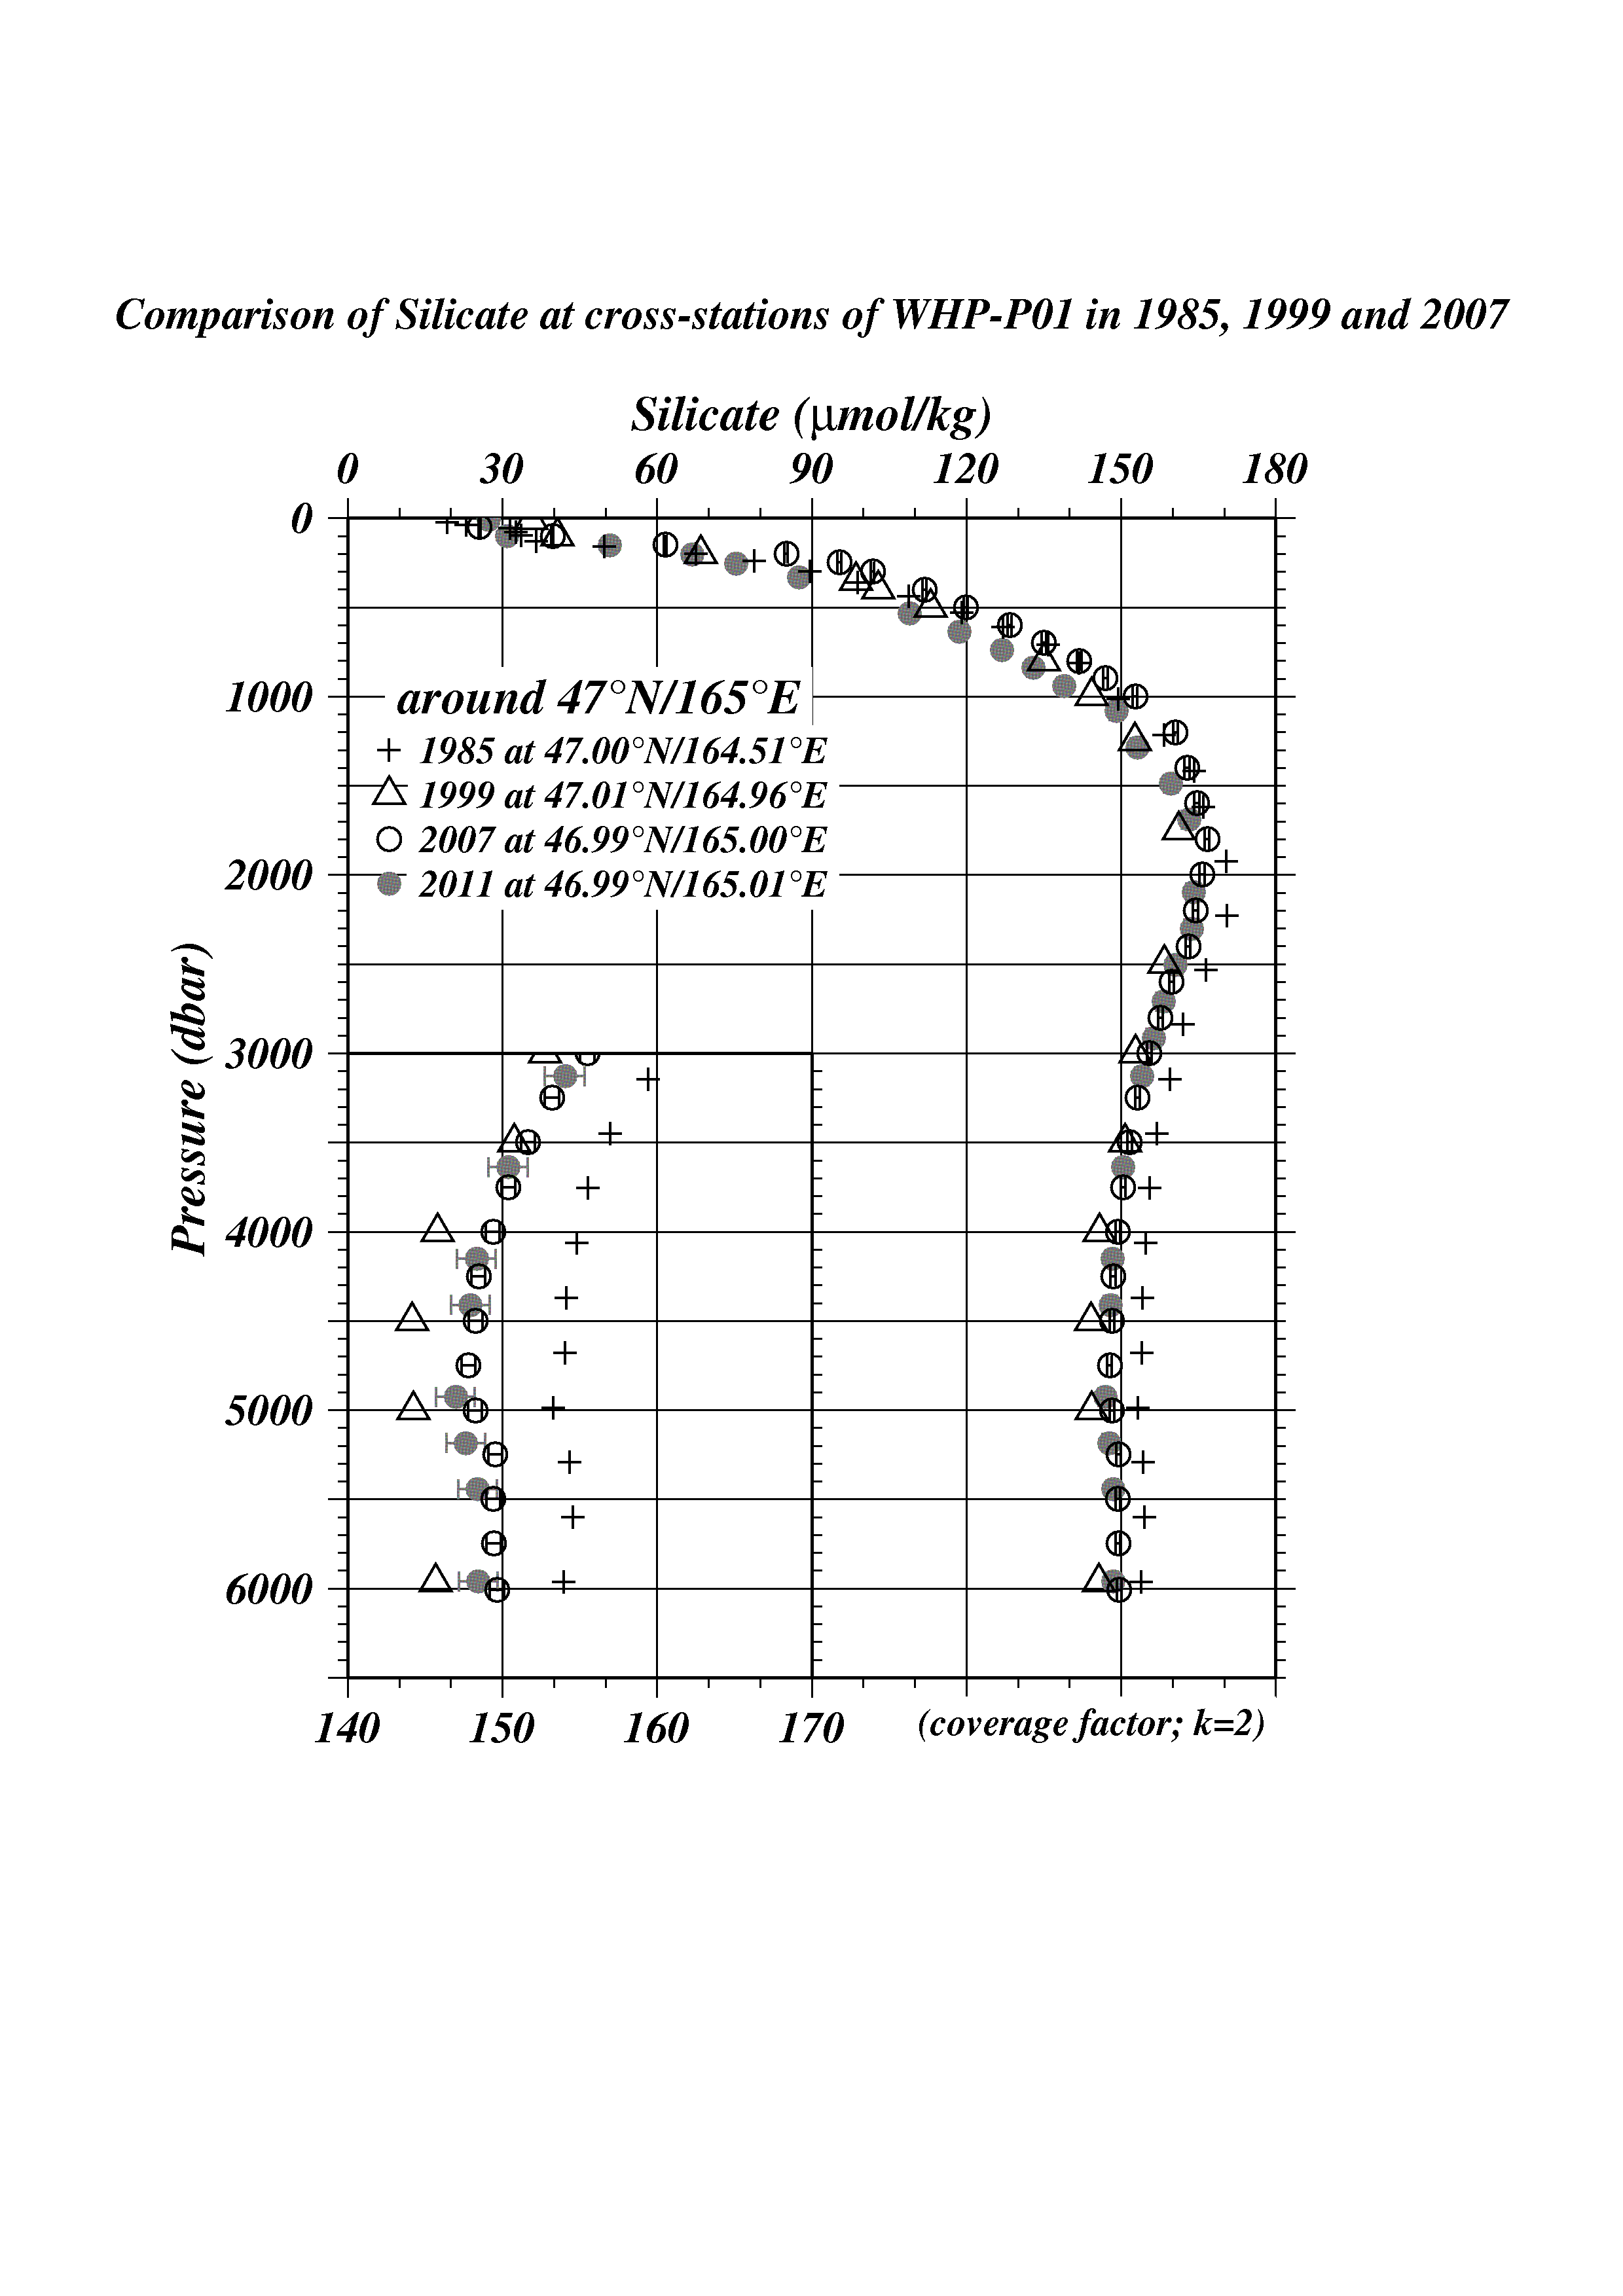 Comparison of Silicate at cross-stations of WHP-P01 in 1985, 1999 and 2007
Silicate (μmol/kg)
0 30 60 90 120 150 180
0
1000
2000
3000
4000
5000
6000
Pressure (dbar)
around 47°N/165°E
1985 at 47.00°N/164.51°E
1999 at 47.01°N/164.96°E
2007 at 46.99°N/165.00°E
2011 at 46.99°N/165.01°E
140 150 160 170
(coverage factor; k=2)